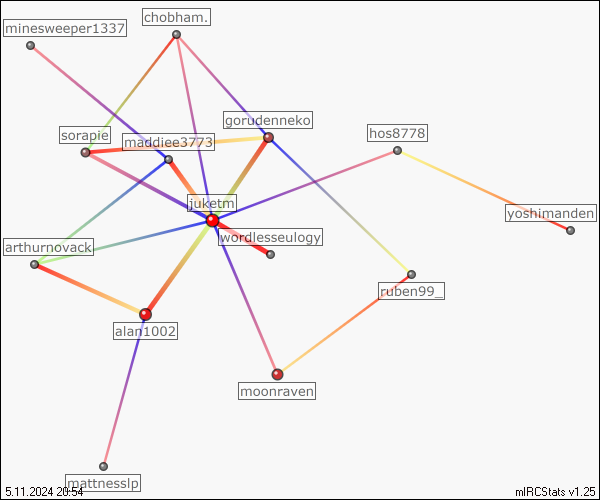 chobham.
minesweeper1337
gorudenneko
sorapie
maddiee3773
hos8778
juketm
yoshimanden
wordlesseulogy
arthurnovack
ruben99_
alan1002
moonraven
mattnesslp
5.11.2024 20:54
mIRCStats v1.25